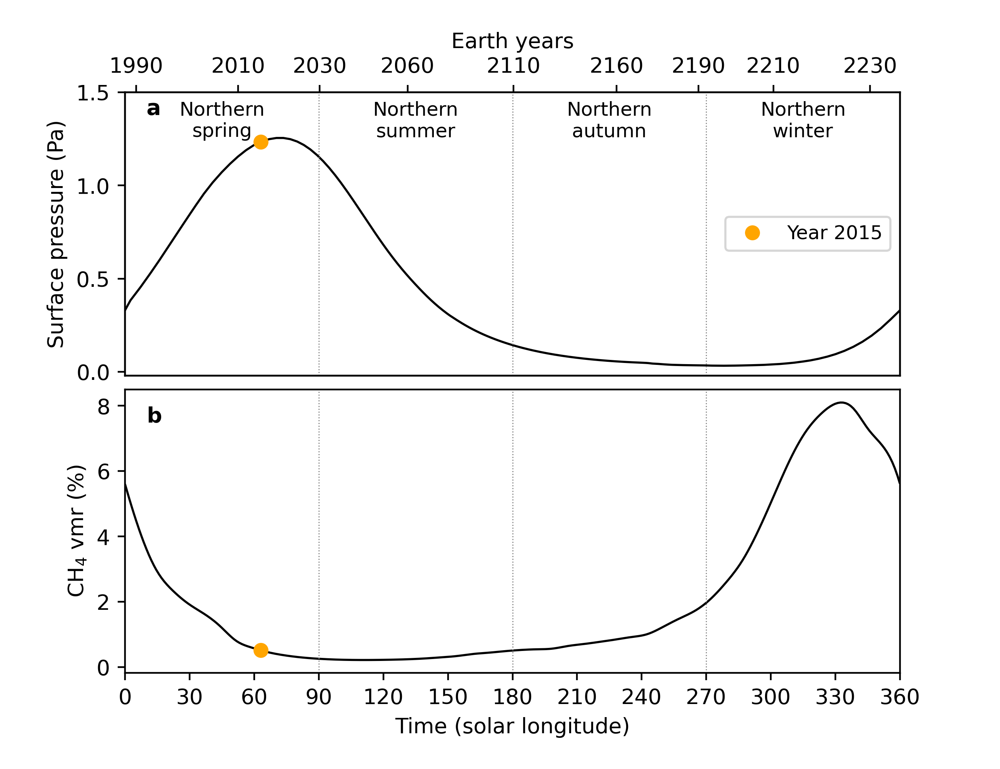 Earth years
1990 2010 2030 2060 2110 2160 2190 2210 2230
Surface pressure (Pa)
1.5
1.0
0.5
0.0
a
Northern
spring
Northern
summer
Northern
autumn
Northern
winter
Year 2015
CH₄ vmr (%)
8
6
4
2
0
b
0 30 60 90 120 150 180 210 240 270 300 330 360
Time (solar longitude)